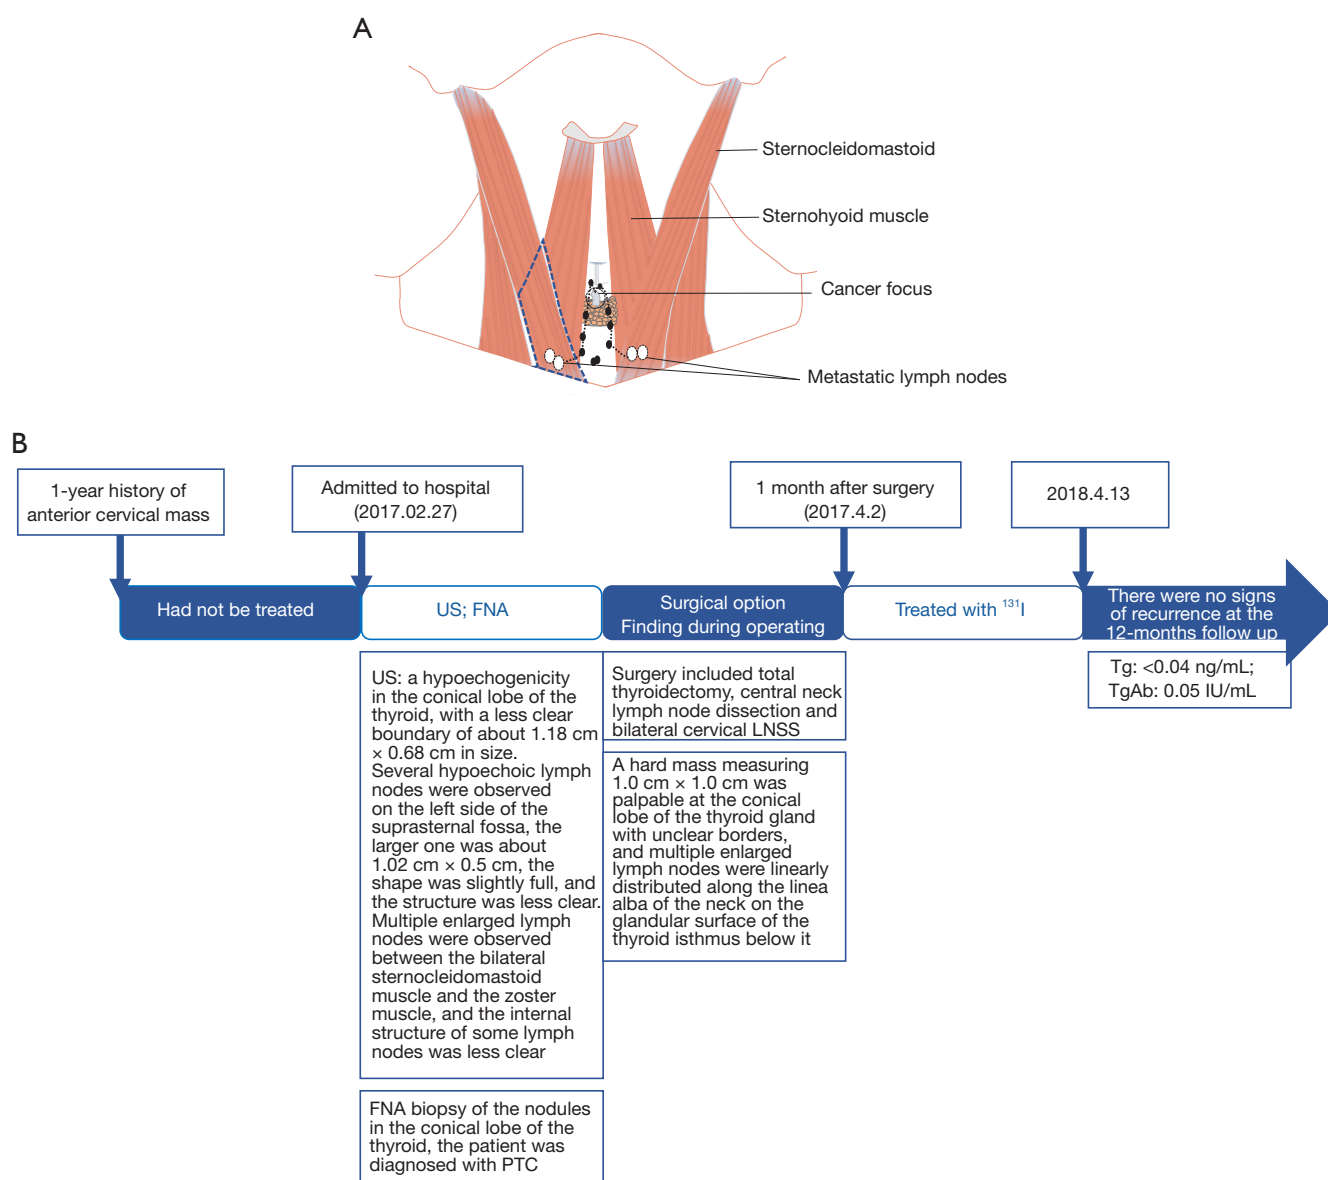 A
Sternocleidomastoid
Sternohyoid muscle
Cancer focus
Metastatic lymph nodes
B
1-year history of
anterior cervical mass
Admitted to hospital
(2017.02.27)
1 month after surgery
(2017.4.2)
2018.4.13
Had not be treated
US; FNA
Surgical option
Finding during operating
Treated with ¹³¹I
There were no signs
of recurrence at the
12-months follow up
US: a hypoechogenicity
in the conical lobe of the
thyroid, with a less clear
boundary of about 1.18 cm
× 0.68 cm in size.
Several hypoechoic lymph
nodes were observed
on the left side of the
suprasternal fossa, the
larger one was about
1.02 cm × 0.5 cm, the
shape was slightly full, and
the structure was less clear.
Multiple enlarged lymph
nodes were observed
between the bilateral
sternocleidomastoid
muscle and the zoster
muscle, and the internal
structure of some lymph
nodes was less clear
FNA biopsy of the nodules
in the conical lobe of the
thyroid, the patient was
diagnosed with PTC
Surgery included total
thyroidectomy, central neck
lymph node dissection and
bilateral cervical LNSS
A hard mass measuring
1.0 cm × 1.0 cm was
palpable at the conical
lobe of the thyroid gland
with unclear borders,
and multiple enlarged
lymph nodes were linearly
distributed along the linea
alba of the neck on the
glandular surface of the
thyroid isthmus below it
Tg: <0.04 ng/mL;
TgAb: 0.05 IU/mL